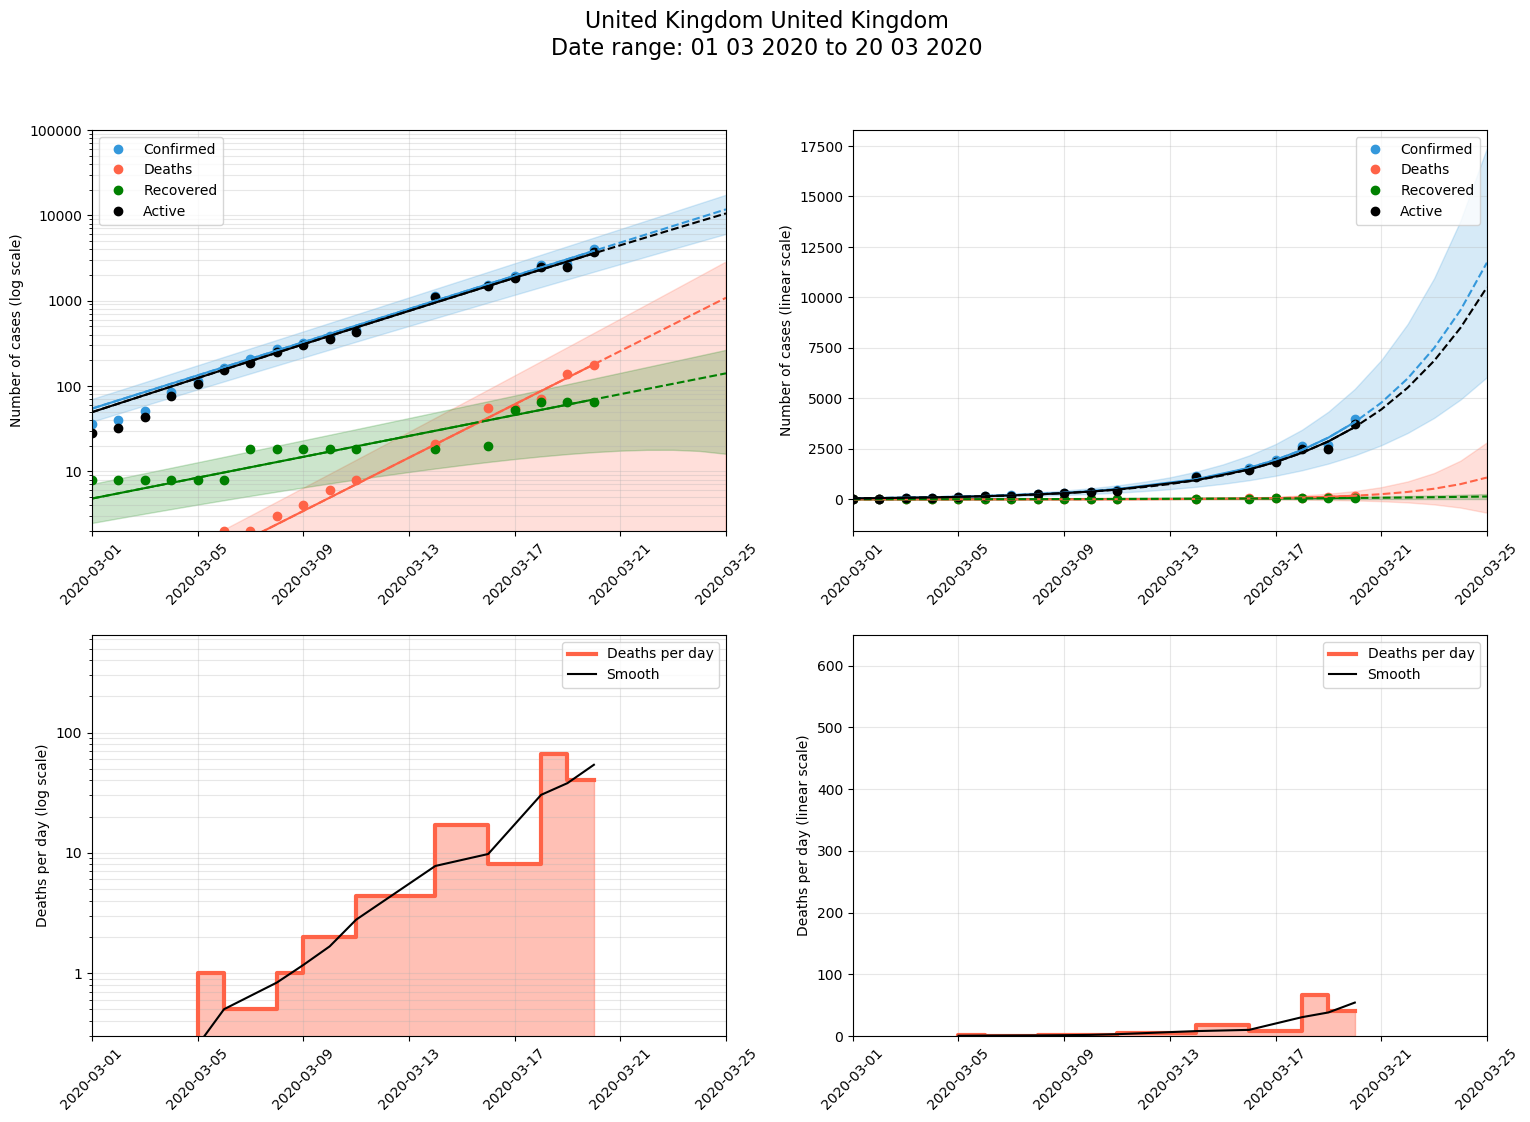 United Kingdom United Kingdom
Date range: 01 03 2020 to 20 03 2020
Number of cases (log scale)
100000
10000
1000
100
10
Confirmed
Deaths
Recovered
Active
2020-03-01
2020-03-05
2020-03-09
2020-03-13
2020-03-17
2020-03-21
2020-03-25
Number of cases (linear scale)
17500
15000
12500
10000
7500
5000
2500
0
Confirmed
Deaths
Recovered
Active
2020-03-01
2020-03-05
2020-03-09
2020-03-13
2020-03-17
2020-03-21
2020-03-25
Deaths per day (log scale)
100
10
1
Deaths per day
Smooth
2020-03-01
2020-03-05
2020-03-09
2020-03-13
2020-03-17
2020-03-21
2020-03-25
Deaths per day (linear scale)
600
500
400
300
200
100
0
Deaths per day
Smooth
2020-03-01
2020-03-05
2020-03-09
2020-03-13
2020-03-17
2020-03-21
2020-03-25